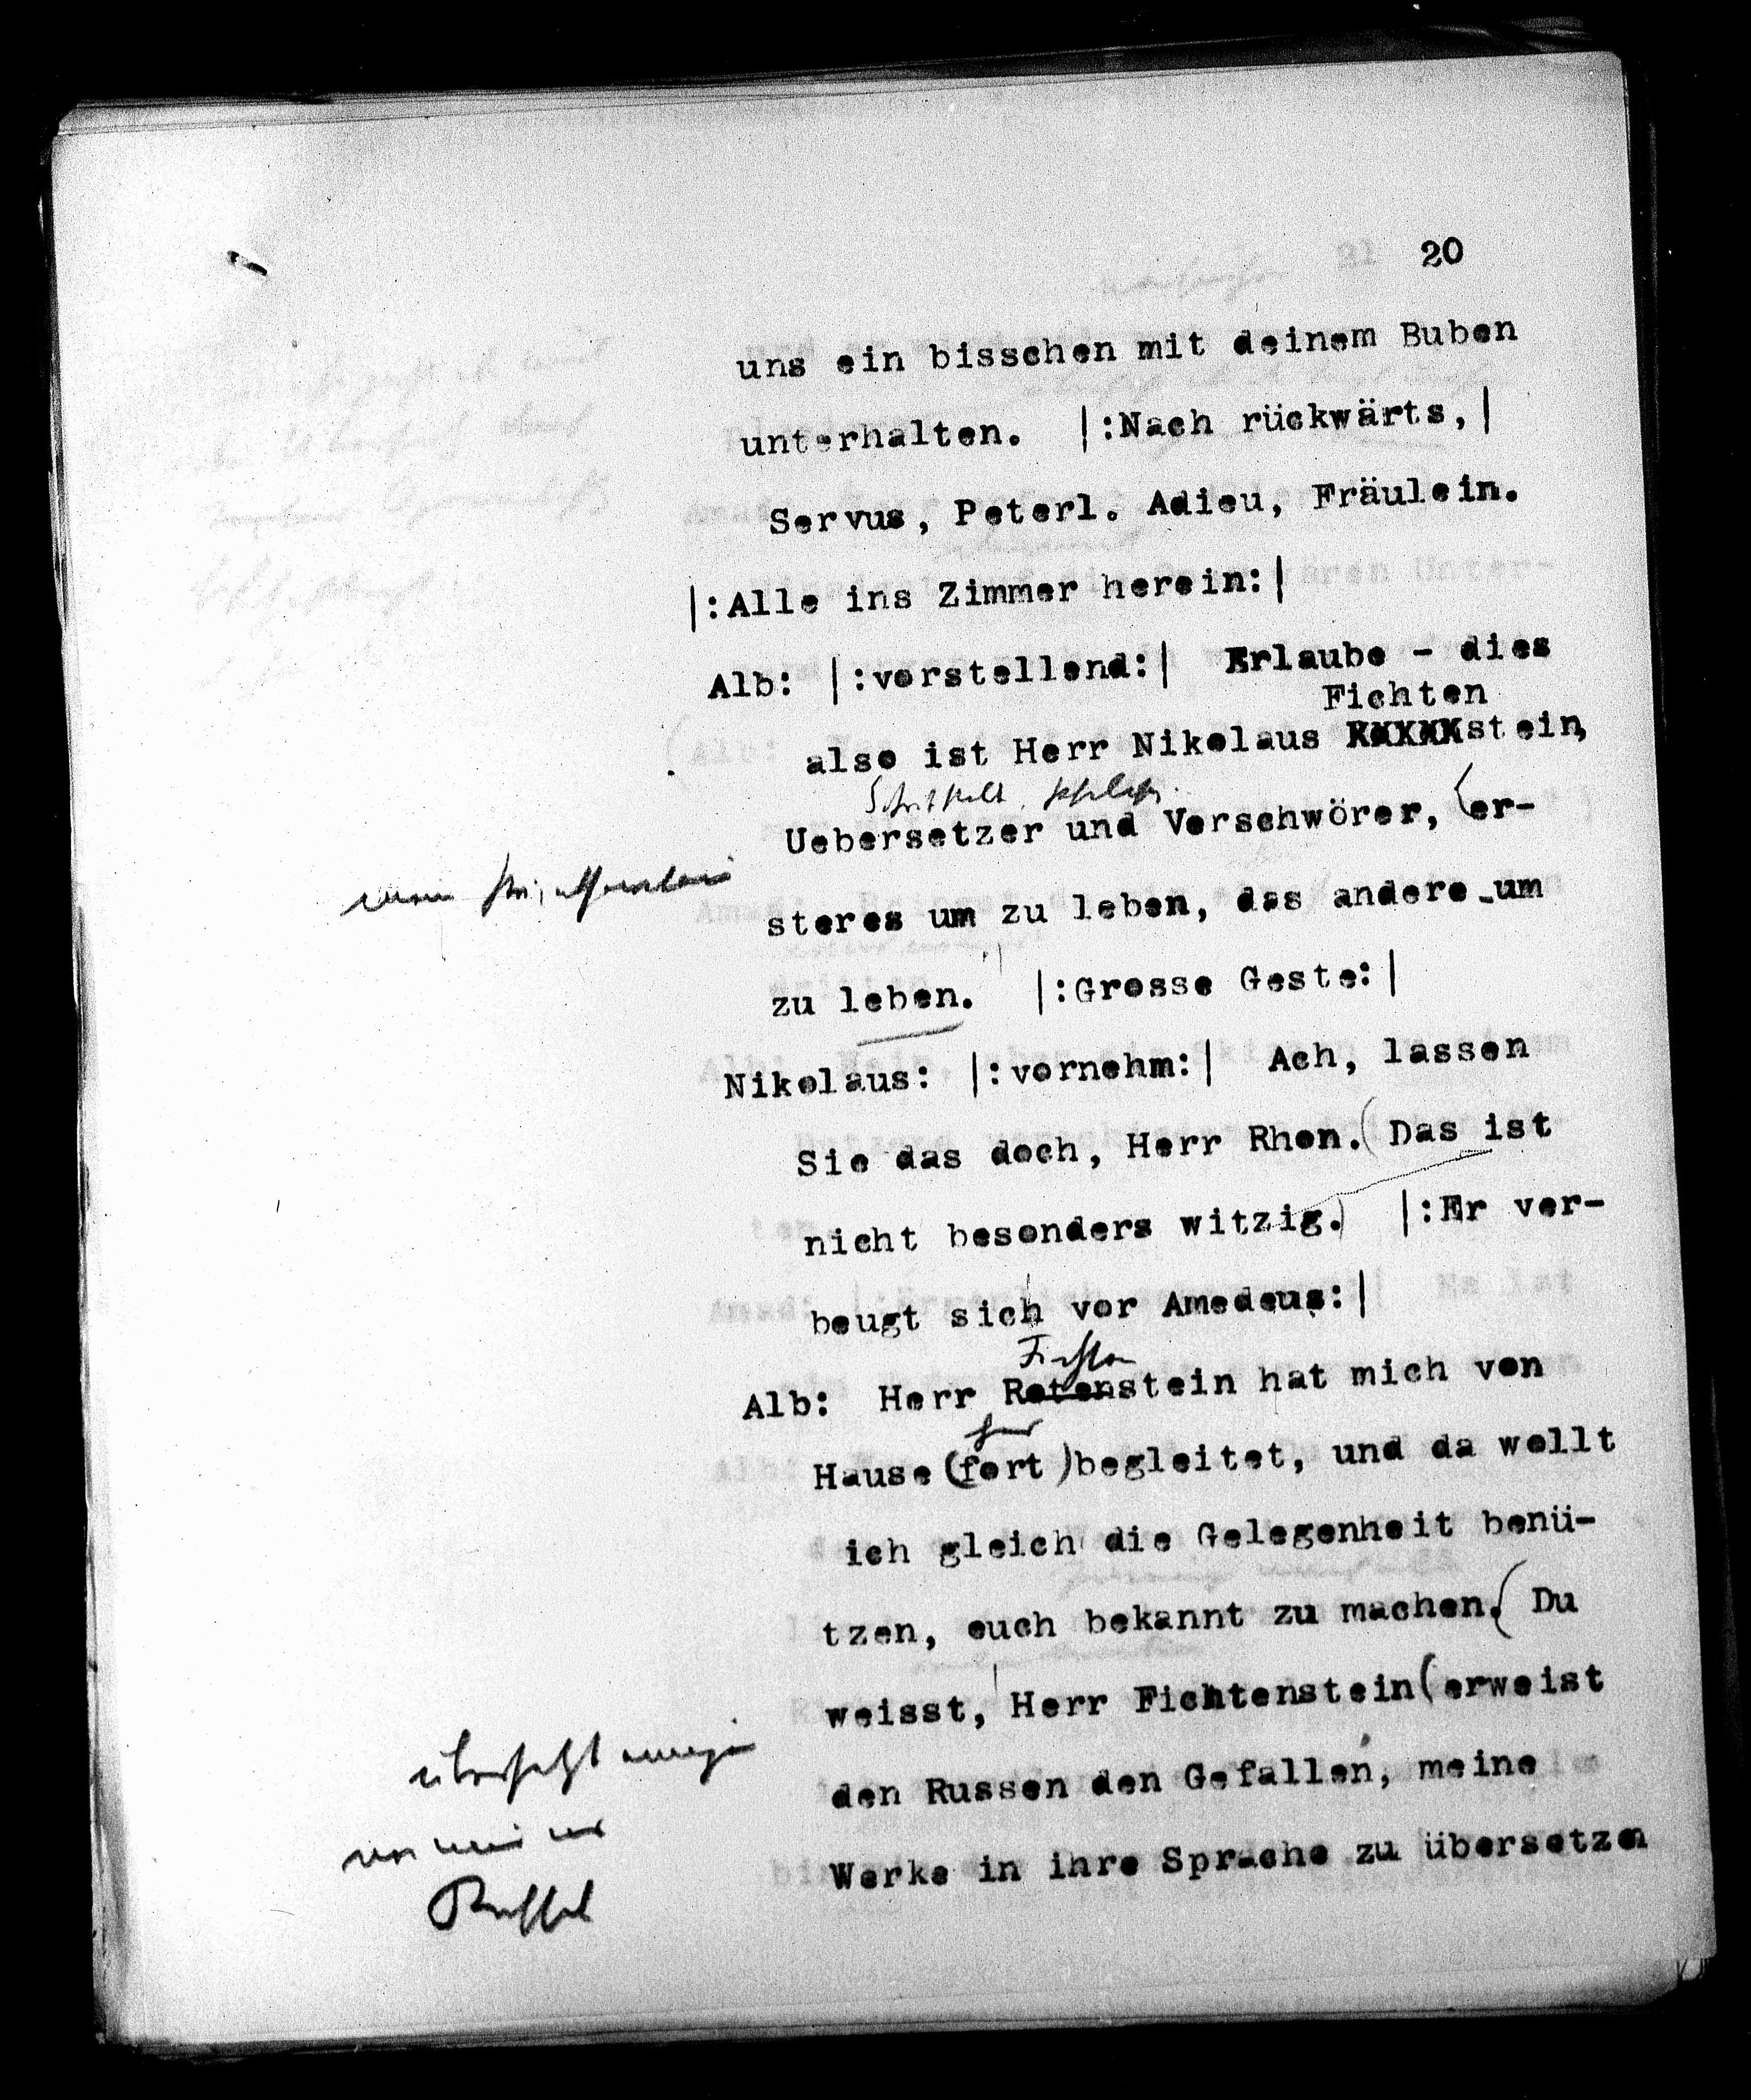 20
uns ein bisschen mit deinem Buben
unterhalten. |:Nach rückwärts,|
Servus, Peterl. Adieu, Fräulein.
|:Alle ins Zimmer herein:|
Alb: |:vorstellend:| Erlaube - dies
Fichten
also ist Herr Nikolaus stein,
Uebersetzer und Verschwörer, (er-
steres um zu leben, das andere um
zu leben. |:Grosse Geste:|
Nikolaus: |:vornehm:| Ach, lassen
Sie das doch, Herr Rhon. (Das ist
nicht besonders witzig.) |:Er ver-
beugt sich vor Amedeus:|
Fichten
Alb: Herr Rotenstein hat mich von
Hause (fort) begleitet, und da wollt
ich gleich die Gelegenheit benü-
tzen, euch bekannt zu machen. (Du
weisst, Herr Fichtenstein (erweist
den Russen den Gefallen, meine
übersetzt
Werke in ihre Sprache zu übersetzen